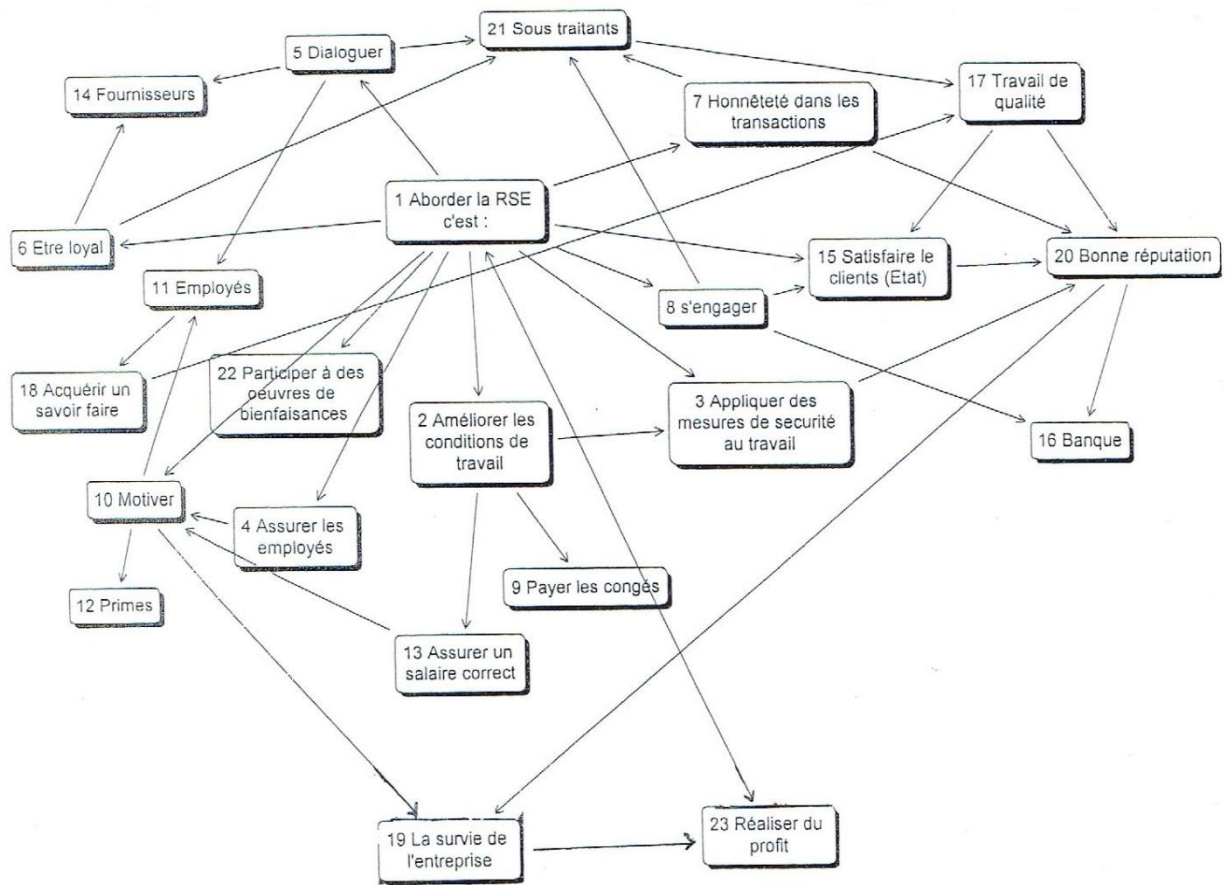 21 Sous traitants
5 Dialoguer
14 Fournisseurs
17 Travail de
qualité
7 Honnêteté dans les
transactions
1 Aborder la RSE
c'est :
6 Etre loyal
15 Satisfaire le
clients (Etat)
20 Bonne réputation
11 Employés
8 s'engager
18 Acquérir un
savoir faire
22 Participer à des
oeuvres de
bienfaisances
2 Améliorer les
conditions de
travail
3 Appliquer des
mesures de securité
au travail
16 Banque
10 Motiver
4 Assurer les
employés
9 Payer les congés
12 Primes
13 Assurer un
salaire correct
19 La survie de
l'entreprise
23 Réaliser du
profit